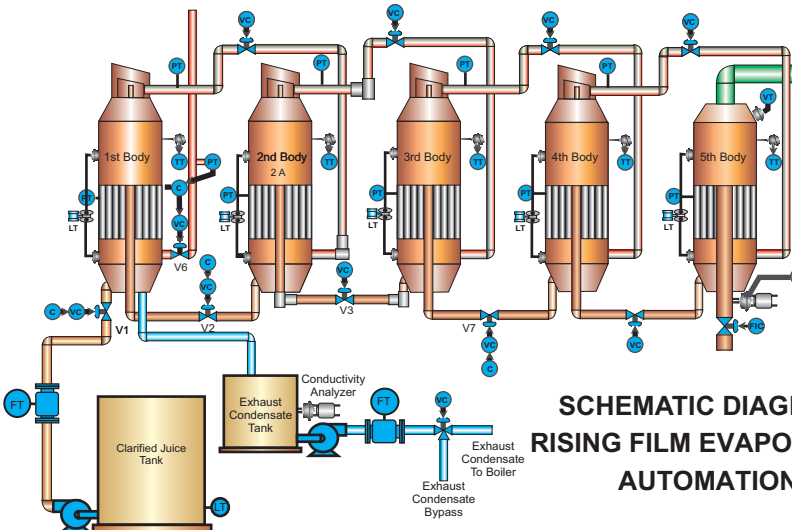 VC
VC
VC
VC
PT
PT
PT
PT
VT
1st Body
2nd Body
2 A
3rd Body
4th Body
5th Body
TT
PT
TT
TT
TT
TT
PT
C
PT
PT
PT
PT
LT
LT
LT
LT
LT
VC
V6
C
VC
VC
V3
C
VC
V1
V2
V7
VC
C
VC
FIC
FT
Clarified Juice
Tank
LT
Exhaust
Condensate
Tank
Conductivity
Analyzer
FT
VC
Exhaust
Condensate
To Boiler
Exhaust
Condensate
Bypass
SCHEMATIC DIAG
RISING FILM EVAPO
AUTOMATION